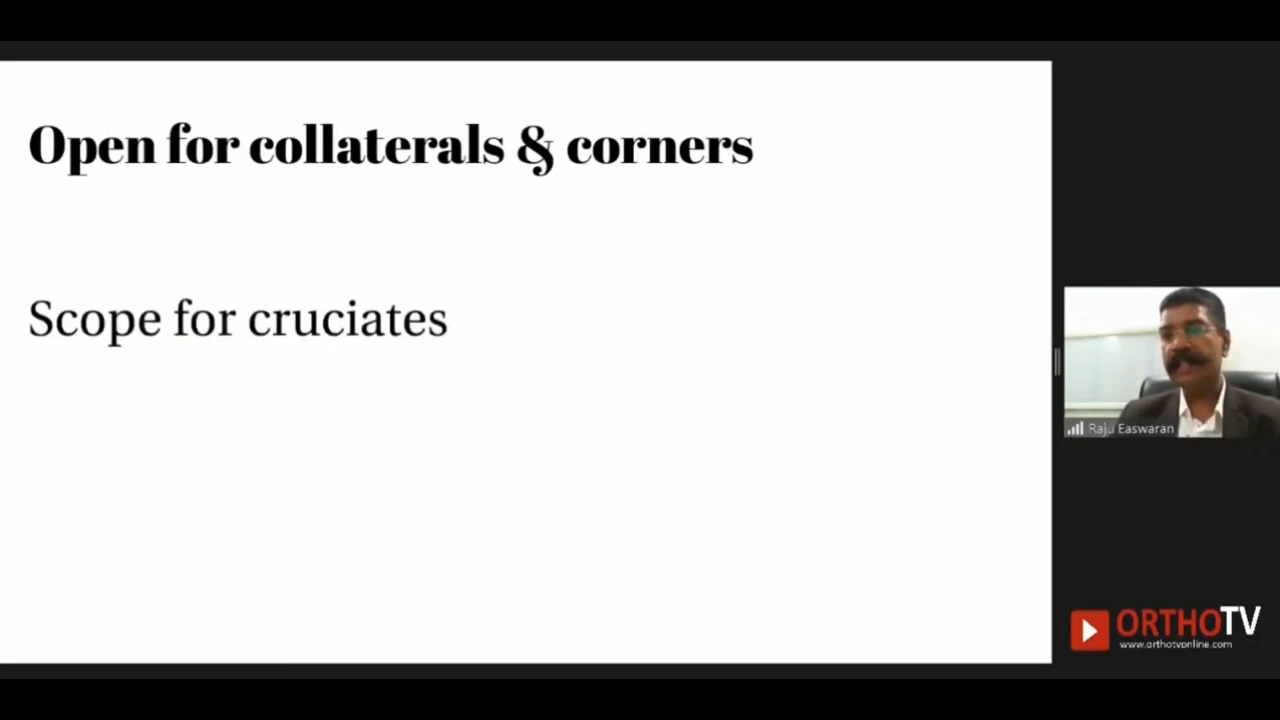 Open for collaterals & corners
Scope for cruciates
Raju Easwaran
ORTHOTV
www.orthotvonline.com